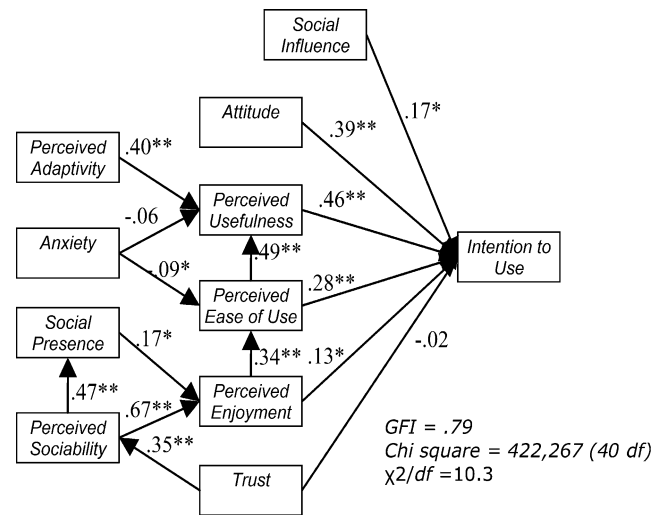 Social
Influence
.17*
Attitude
.39**
Perceived
Adaptivity
.40**
Perceived
Usefulness
.46**
-.06
Anxiety
Intention to
Use
.49**
-.09*
Perceived
Ease of Use
.28**
Social
Presence
.17*
.34**
.13*
-.02
.47**
.67**
Perceived
Enjoyment
Perceived
Sociability
.35**
Trust
GFI = .79
Chi square = 422,267 (40 df)
χ2/df =10.3